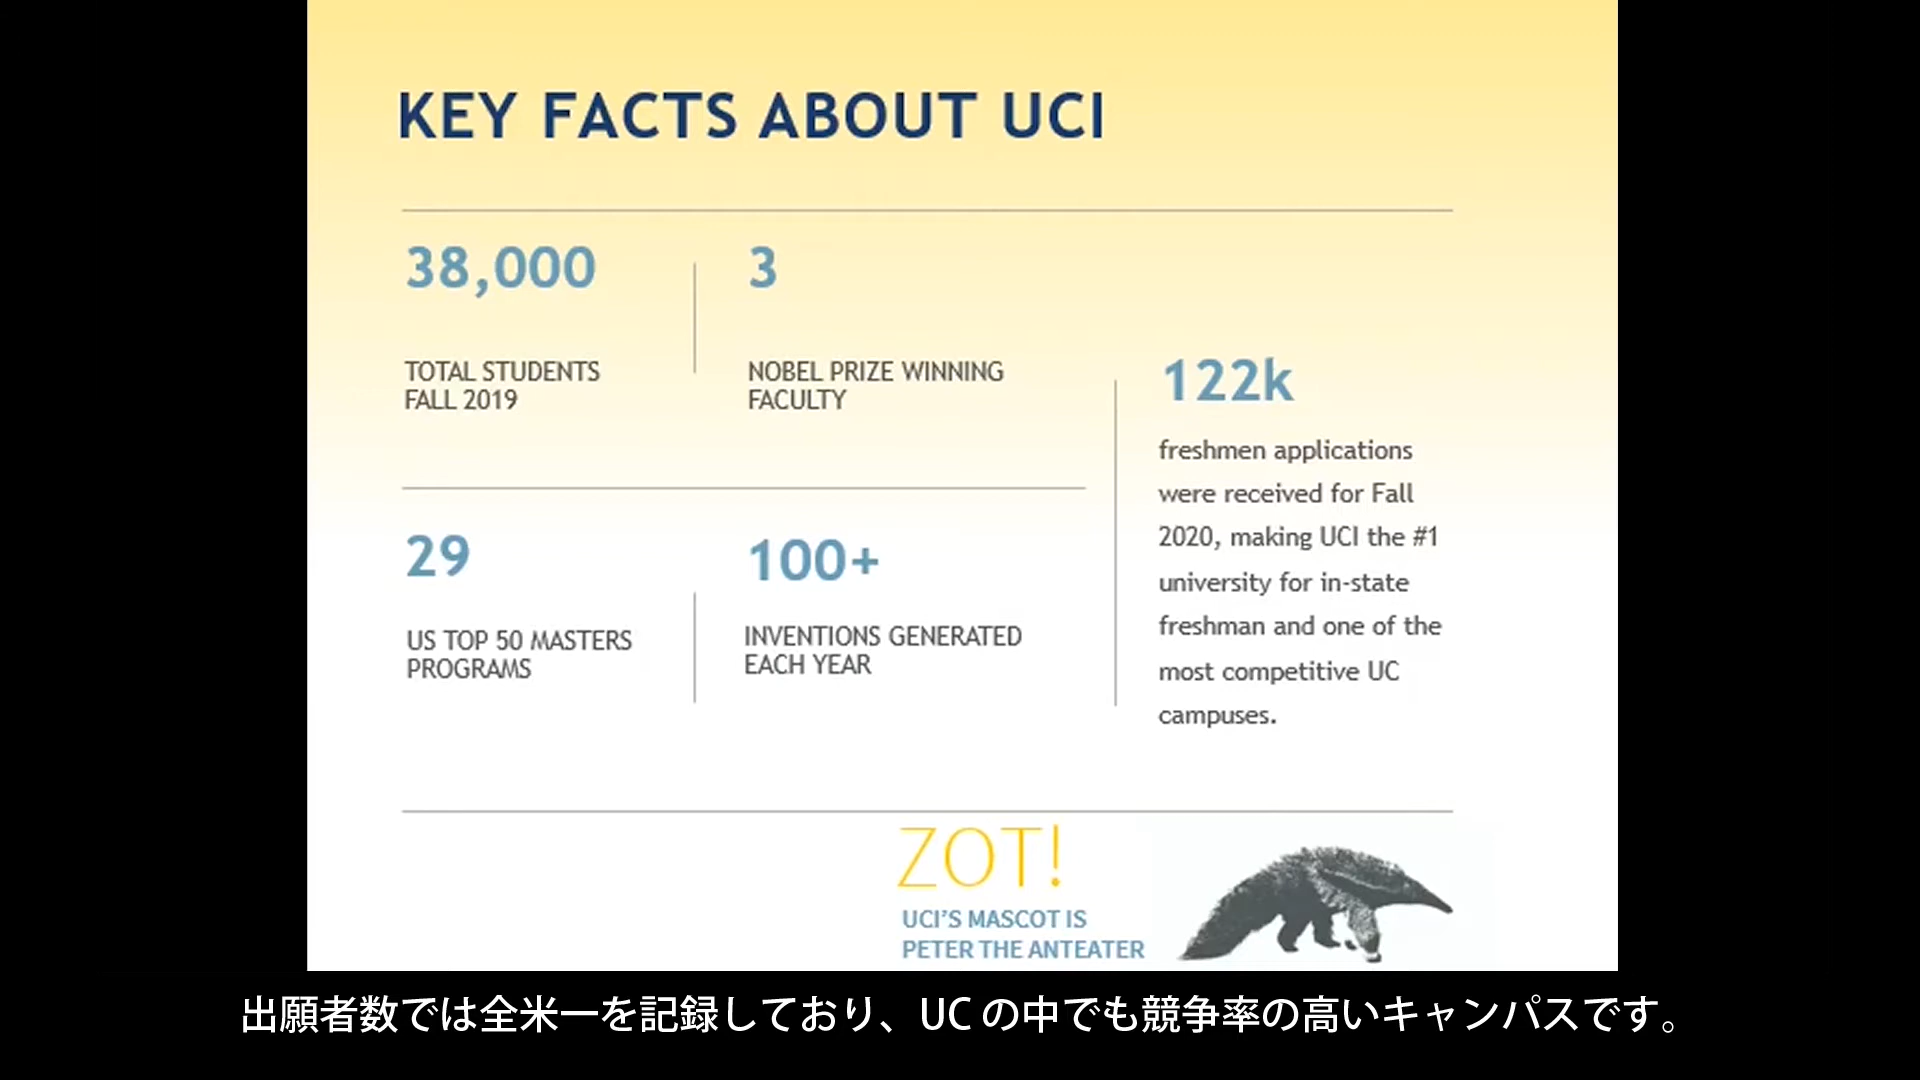 KEY FACTS ABOUT UCI
38,000
TOTAL STUDENTS
FALL 2019
3
NOBEL PRIZE WINNING
FACULTY
29
US TOP 50 MASTERS
PROGRAMS
100+
INVENTIONS GENERATED
EACH YEAR
122k
freshmen applications
were received for Fall
2020, making UCI the #1
university for in-state
freshman and one of the
most competitive UC
campuses.
ZOT!
UCI'S MASCOT IS
PETER THE ANTEATER
出願者数では全米一を記録しており、UC の中でも競争率の高いキャンパスです。